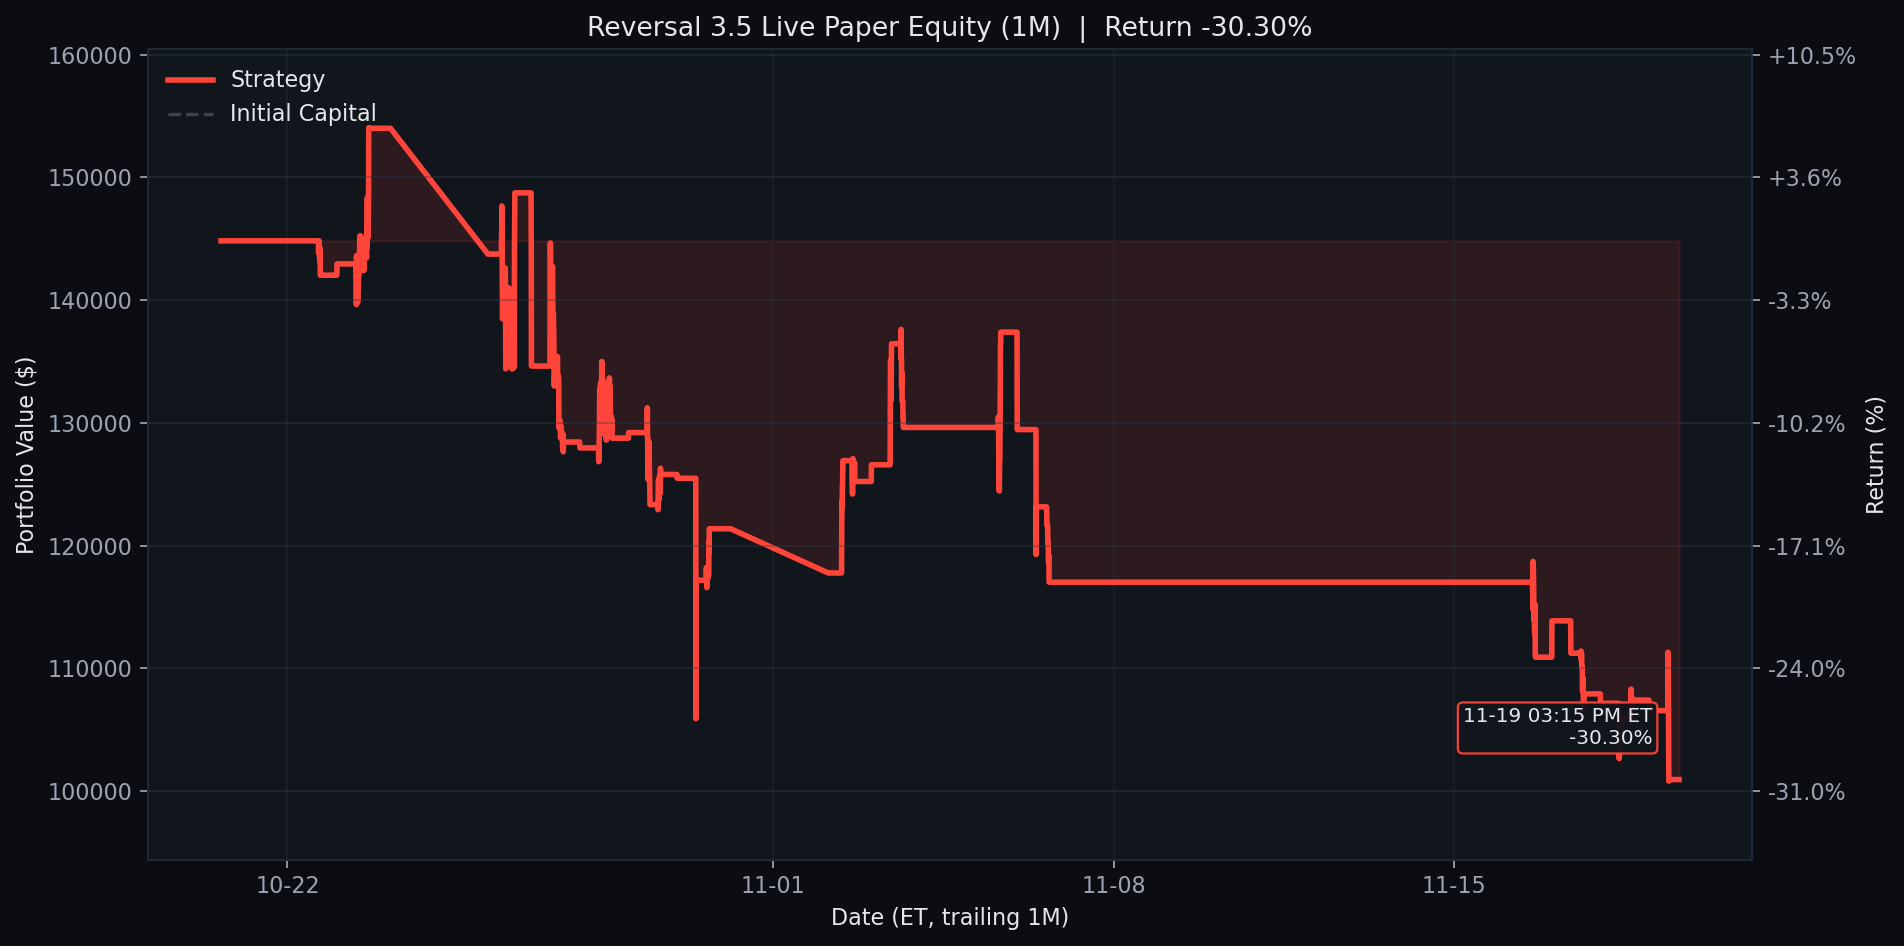 Reversal 3.5 Live Paper Equity (1M)  |  Return -30.30%
Strategy
Initial Capital
Portfolio Value ($)
160000
150000
140000
130000
120000
110000
100000
+10.5%
+3.6%
-3.3%
-10.2%
-17.1%
-24.0%
-31.0%
Return (%)
11-19 03:15 PM ET
-30.30%
10-22
11-01
11-08
11-15
Date (ET, trailing 1M)